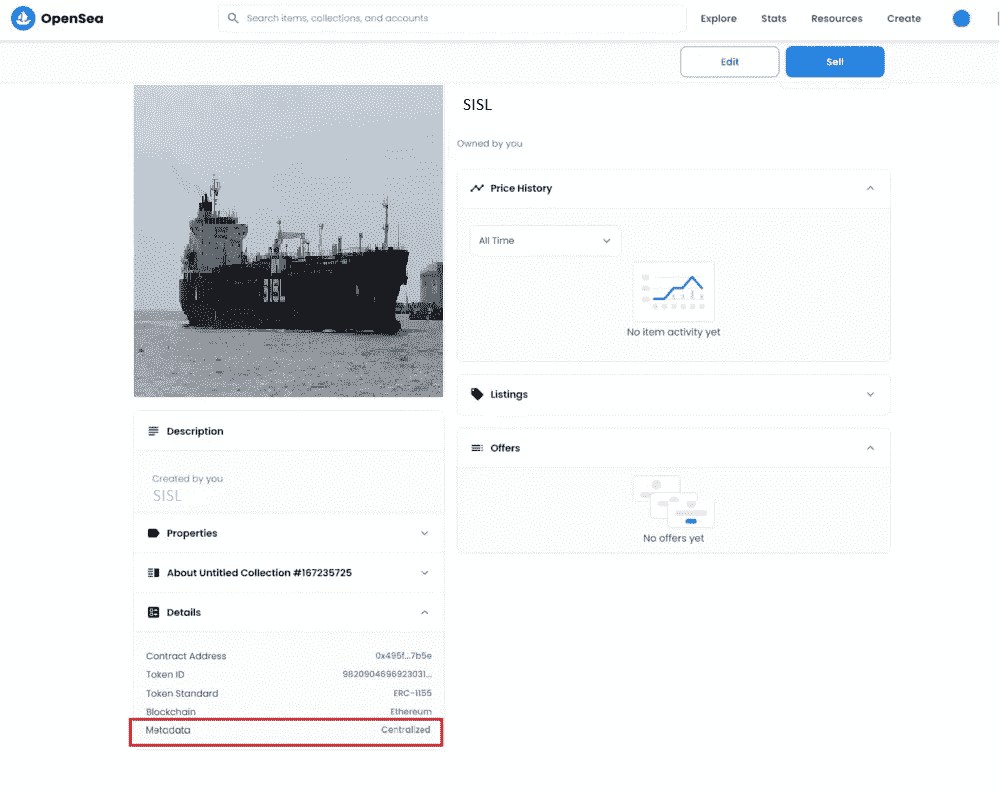 OpenSea
Search items, collections, and accounts
Explore
Stats
Resources
Create
Edit
Sell
SISL
Owned by you
Price History
All Time
No item activity yet
Listings
Offers
No offers yet
SISL
Description
Created by you
SISL
Properties
About Untitled Collection #167235725
Details
Contract Address 0x495f...7b5e
Token ID 9820904696923031...
Token Standard ERC-1155
Blockchain Ethereum
Metadata Centralized